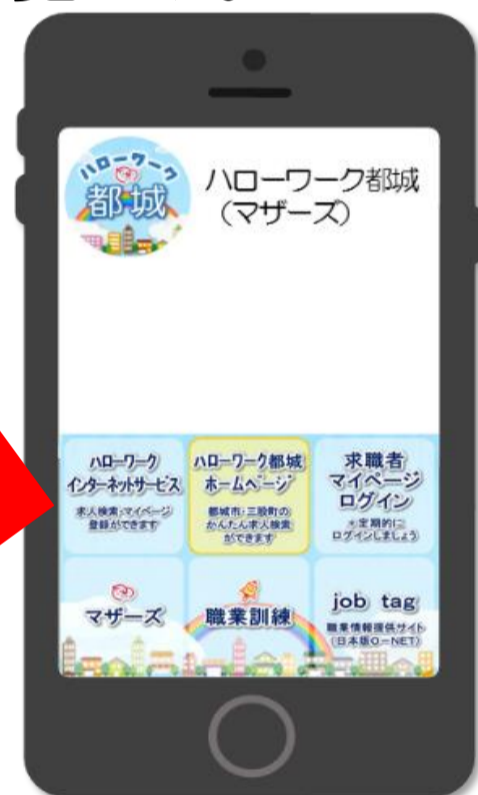 ハローワーク
都城
ハローワーク都城
（マザーズ）
ハローワーク
インターネットサービス
求人検索・マイページ
登録ができます
ハローワーク都城
ホームページ
都城市・三股町の
かんたん求人検索
ができます
求職者
マイページ
ログイン
＊定期的に
ログインしましょう
マザーズ
職業訓練
job tag
職業情報提供サイト
（日本版O-NET）